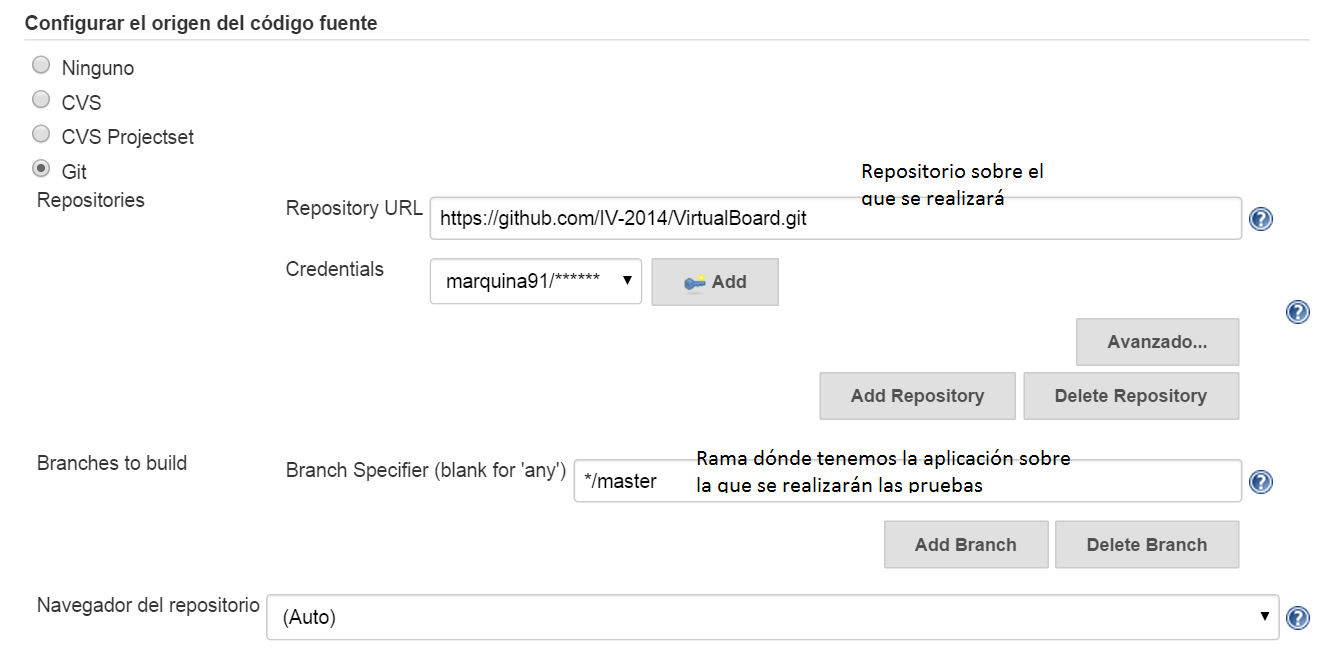 Configurar el origen del código fuente
Ninguno
CVS
CVS Projectset
Git
Repositories
Repositorio sobre el
que se realizará
Repository URL
https://github.com/IV-2014/VirtualBoard.git
Credentials
marquina91/******
Add
Avanzado...
Add Repository
Delete Repository
Branches to build
Branch Specifier (blank for 'any')
*/master
Rama dónde tenemos la aplicación sobre
la que se realizarán las pruebas
Add Branch
Delete Branch
Navegador del repositorio
(Auto)